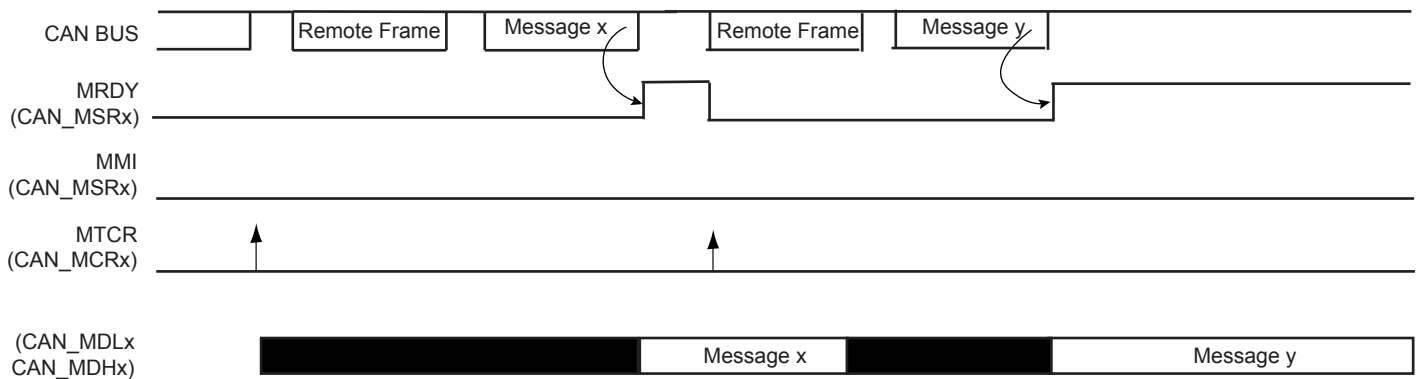 CAN BUS
Remote Frame
Message x
Remote Frame
Message y
MRDY
(CAN_MSRx)
MMI
(CAN_MSRx)
MTCR
(CAN_MCRx)
(CAN_MDLx
CAN_MDHx)
Message x
Message y